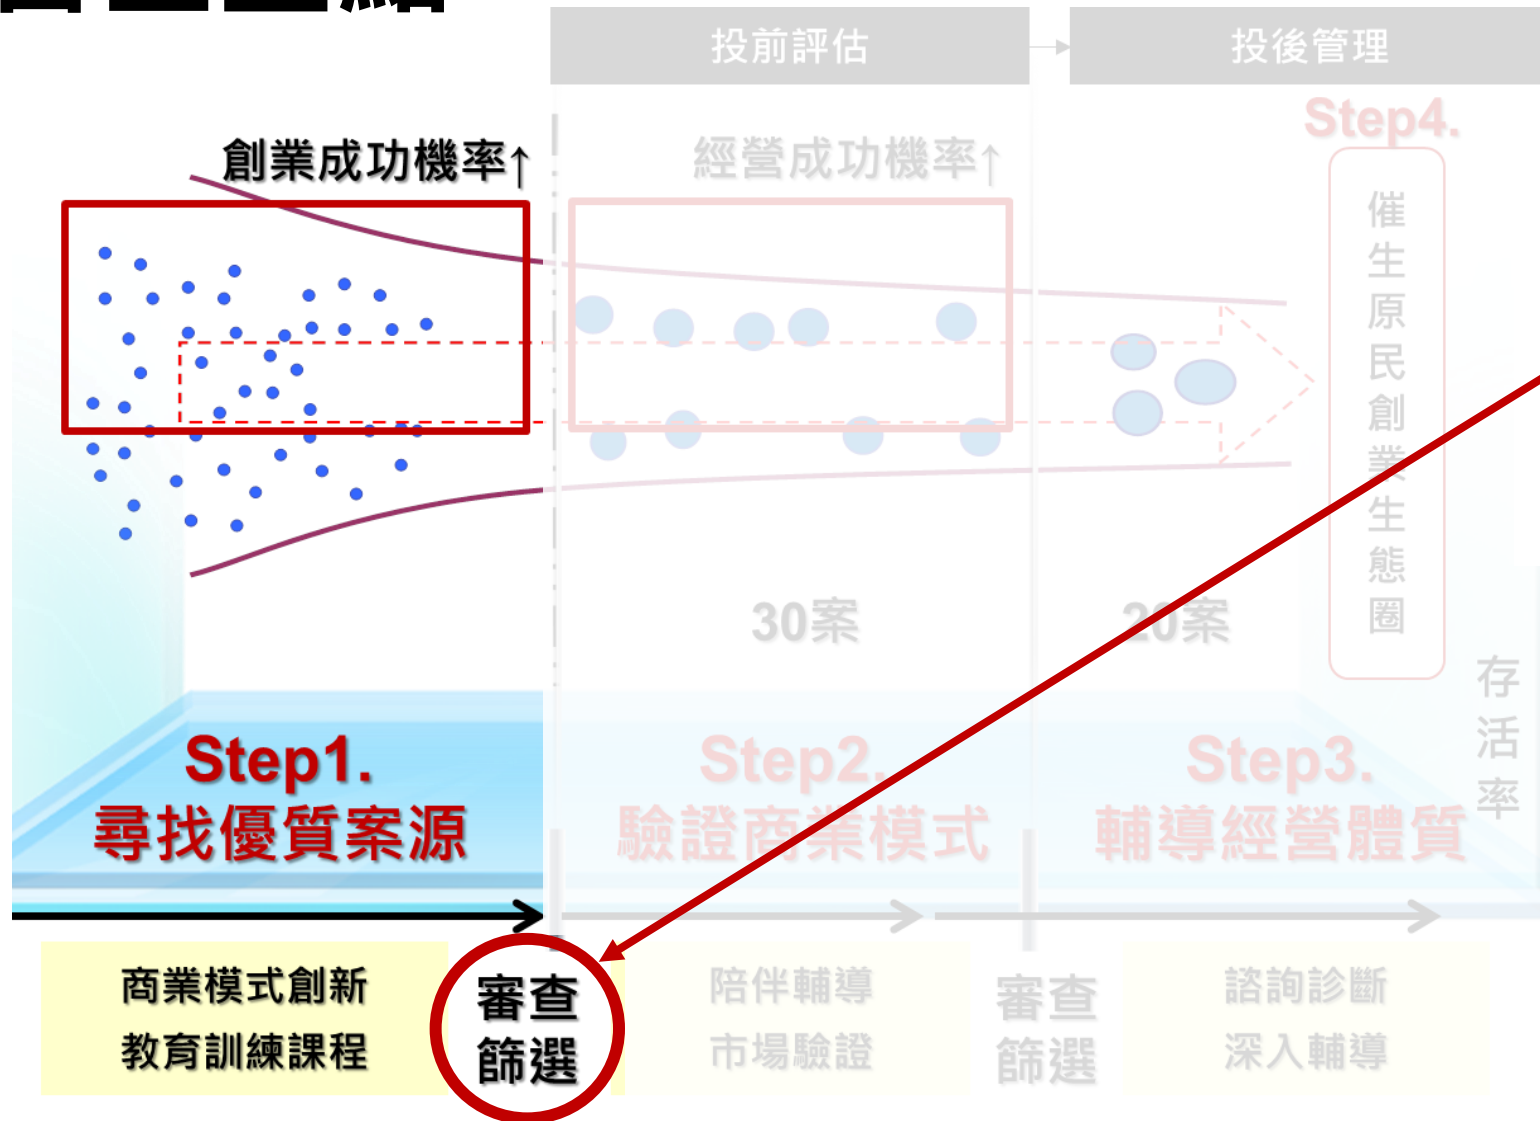 投前評估
投後管理
Step4.
創業成功機率↑
經營成功機率↑
催生原民創業生態圈
30案
20案
存活率
Step1.
尋找優質案源
Step2.
驗證商業模式
Step3.
輔導經營體質
商業模式創新
教育訓練課程
審查
篩選
陪伴輔導
市場驗證
審查
篩選
諮詢診斷
深入輔導